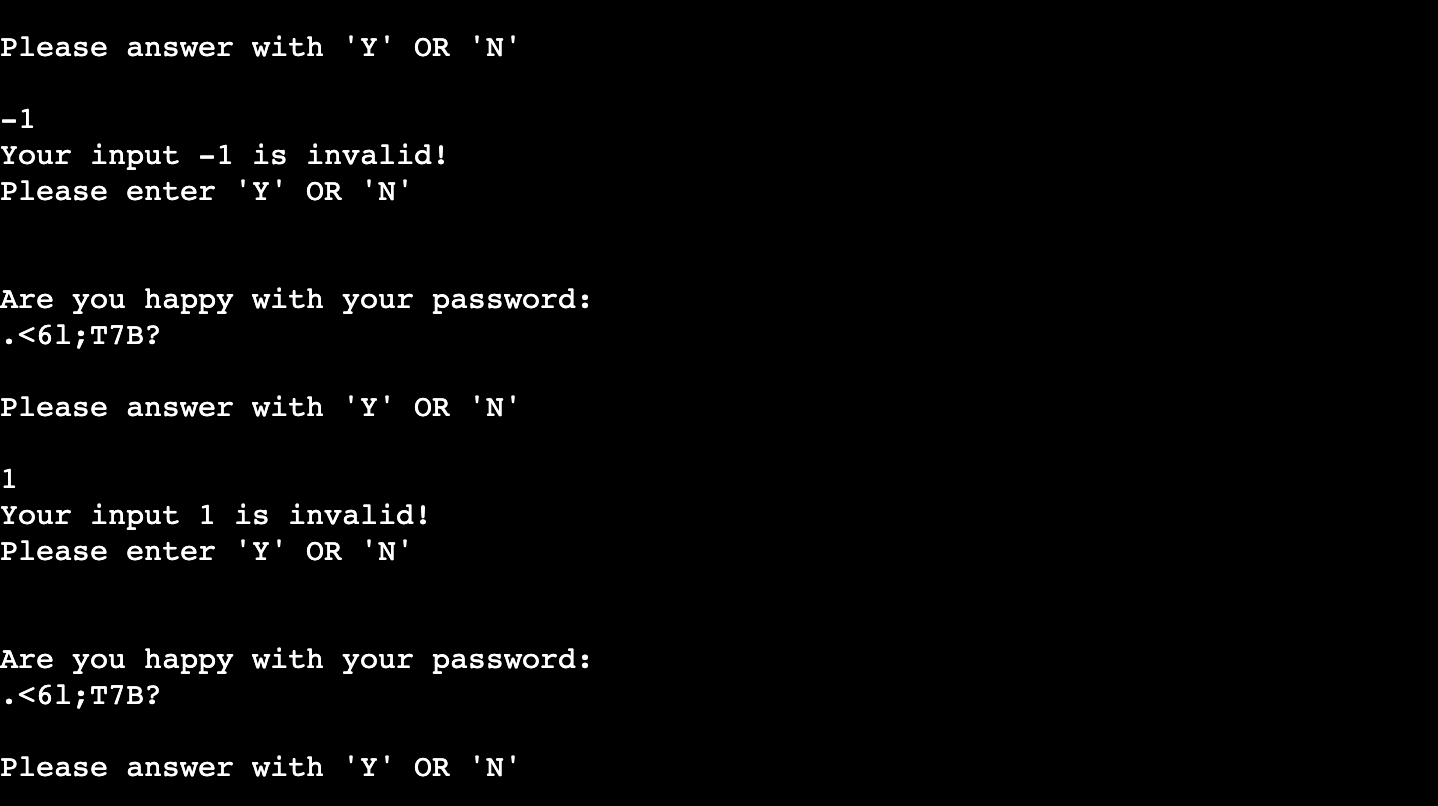 Please answer with 'Y' OR 'N'
-1
Your input -1 is invalid!
Please enter 'Y' OR 'N'
Are you happy with your password:
.<6l;T7B?
Please answer with 'Y' OR 'N'
1
Your input 1 is invalid!
Please enter 'Y' OR 'N'
Are you happy with your password:
.<6l;T7B?
Please answer with 'Y' OR 'N'